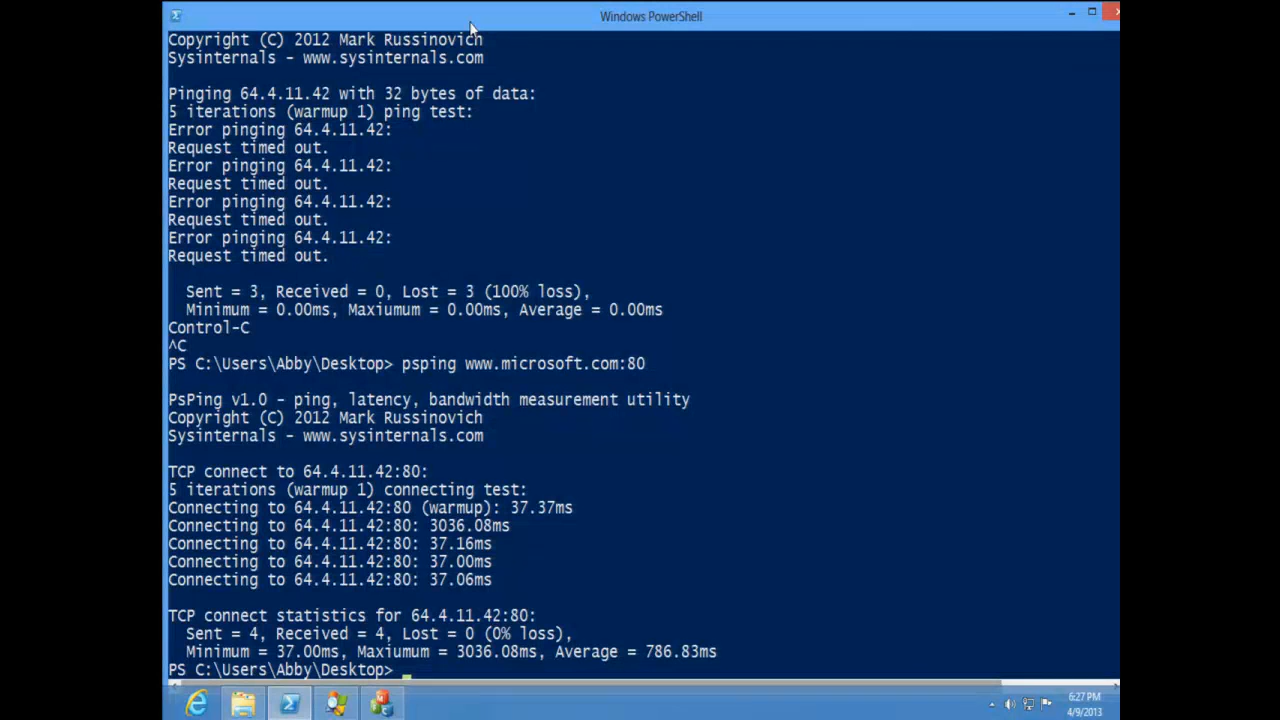 Windows PowerShell
Copyright (C) 2012 Mark Russinovich
Sysinternals - www.sysinternals.com
Pinging 64.4.11.42 with 32 bytes of data:
5 iterations (warmup 1) ping test:
Error pinging 64.4.11.42:
Request timed out.
Error pinging 64.4.11.42:
Request timed out.
Error pinging 64.4.11.42:
Request timed out.
Error pinging 64.4.11.42:
Request timed out.
Sent = 3, Received = 0, Lost = 3 (100% loss),
Minimum = 0.00ms, Maxiumum = 0.00ms, Average = 0.00ms
Control-C
^C
PS C:\Users\Abby\Desktop> psping www.microsoft.com:80
PsPing v1.0 - ping, latency, bandwidth measurement utility
Copyright (C) 2012 Mark Russinovich
Sysinternals - www.sysinternals.com
TCP connect to 64.4.11.42:80:
5 iterations (warmup 1) connecting test:
Connecting to 64.4.11.42:80 (warmup): 37.37ms
Connecting to 64.4.11.42:80: 3036.08ms
Connecting to 64.4.11.42:80: 37.16ms
Connecting to 64.4.11.42:80: 37.00ms
Connecting to 64.4.11.42:80: 37.06ms
TCP connect statistics for 64.4.11.42:80:
Sent = 4, Received = 4, Lost = 0 (0% loss),
Minimum = 37.00ms, Maxiumum = 3036.08ms, Average = 786.83ms
PS C:\Users\Abby\Desktop>
6:27 PM
4/9/2013